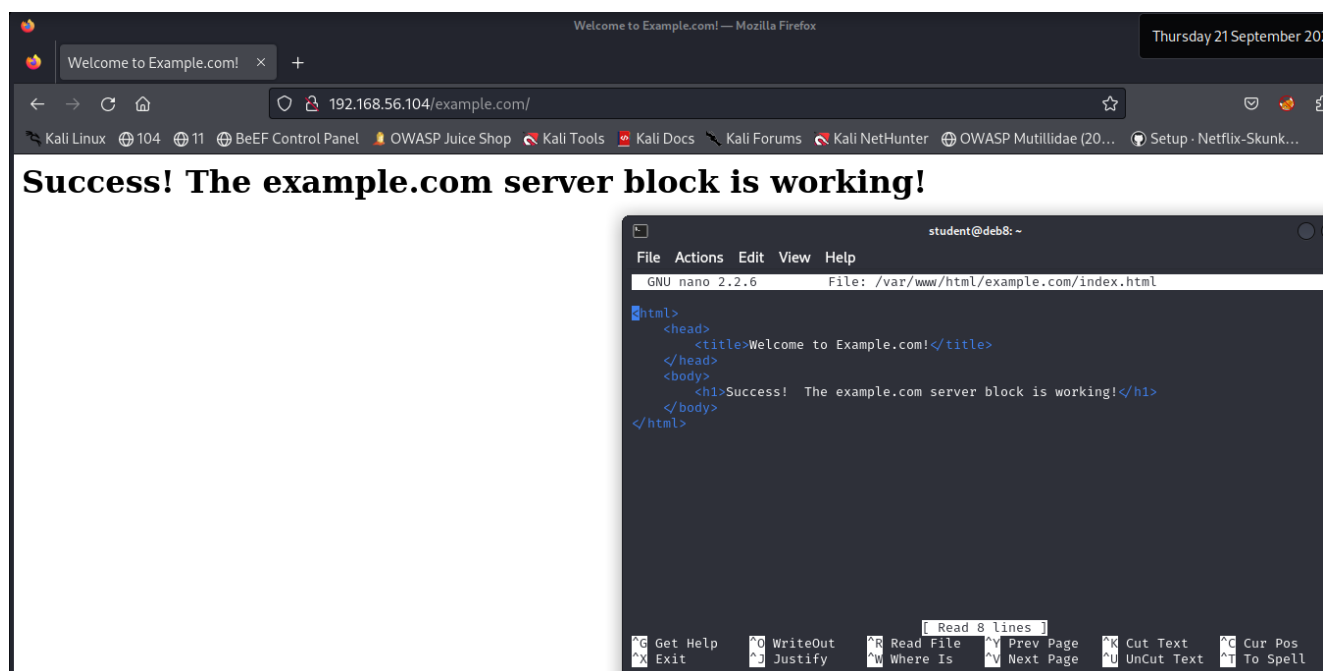 Welcome to Example.com! — Mozilla Firefox
Thursday 21 September 202
Welcome to Example.com! × +
192.168.56.104/example.com/
Kali Linux 104 11 BeEF Control Panel OWASP Juice Shop Kali Tools Kali Docs Kali Forums Kali NetHunter OWASP Mutillidae (20... Setup · Netflix-Skunk...
Success! The example.com server block is working!
student@deb8: ~
File Actions Edit View Help
GNU nano 2.2.6 File: /var/www/html/example.com/index.html
<html>
<head>
<title>Welcome to Example.com!</title>
</head>
<body>
<h1>Success!  The example.com server block is working!</h1>
</body>
</html>
[ Read 8 lines ]
^G Get Help ^O WriteOut ^R Read File ^Y Prev Page ^K Cut Text ^C Cur Pos
^X Exit ^J Justify ^W Where Is ^V Next Page ^U UnCut Text ^T To Spell